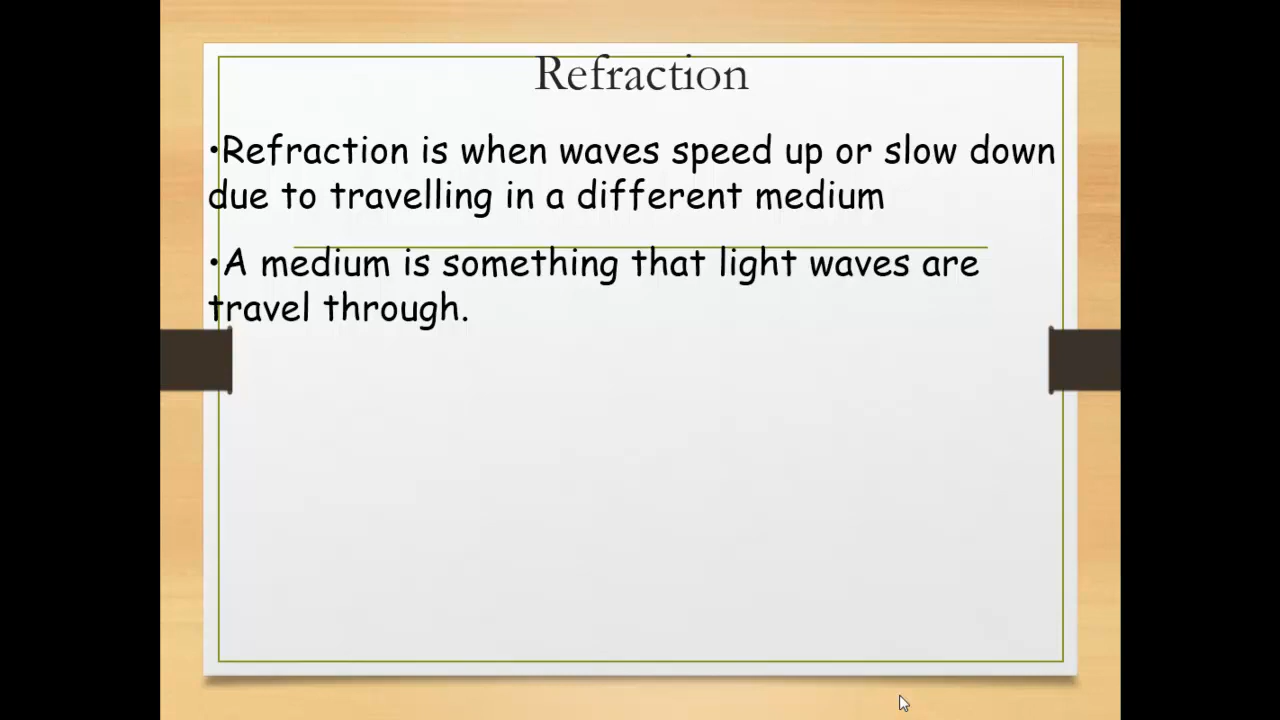 Refraction
•Refraction is when waves speed up or slow down
due to travelling in a different medium
•A medium is something that light waves are
travel through.